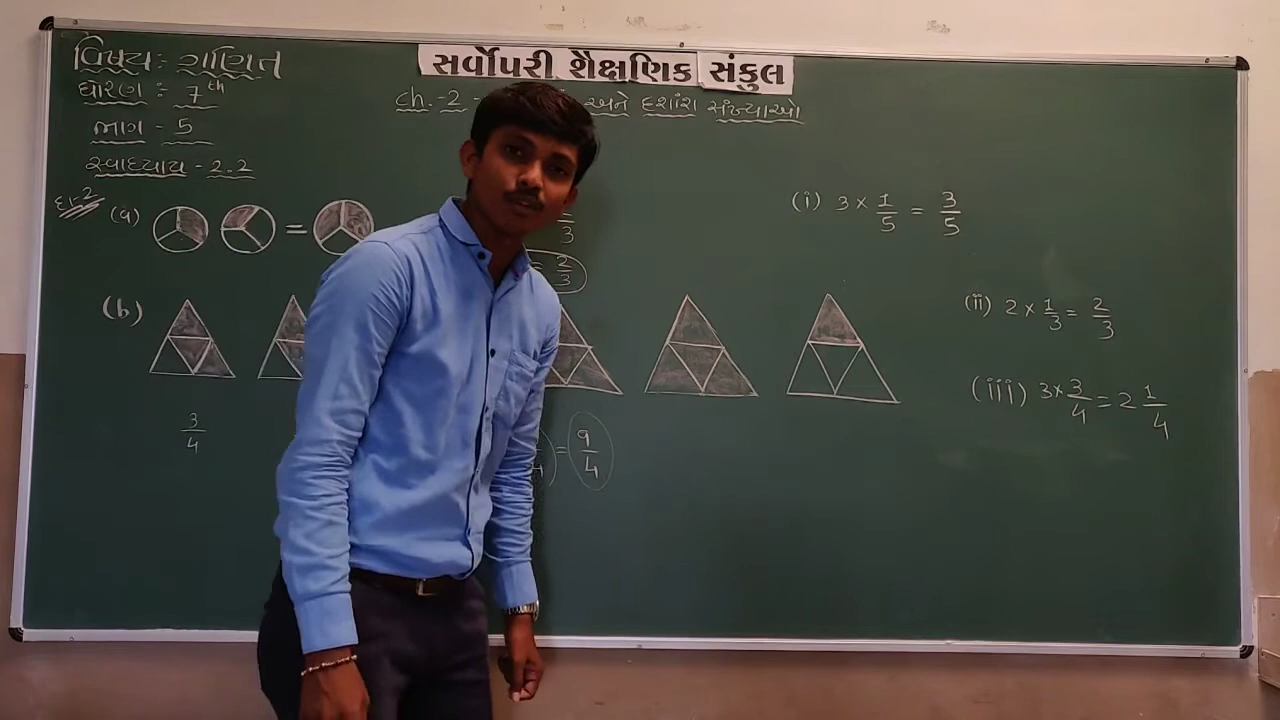 સર્વોપરી શૈક્ષણિક સંકુલ
વિષય : ગણિત
ધોરણ : 7th
ભાગ - 5
સ્વાધ્યાય - 2.2
ch. - 2 - અને દશાંશ સંખ્યાઓ
દા-2
(a) =
= 2/3
(b)
3/4
= 9/4
(i) 3 × 1/5 = 3/5
(ii) 2 × 1/3 = 2/3
(iii) 3 × 3/4 = 2 1/4